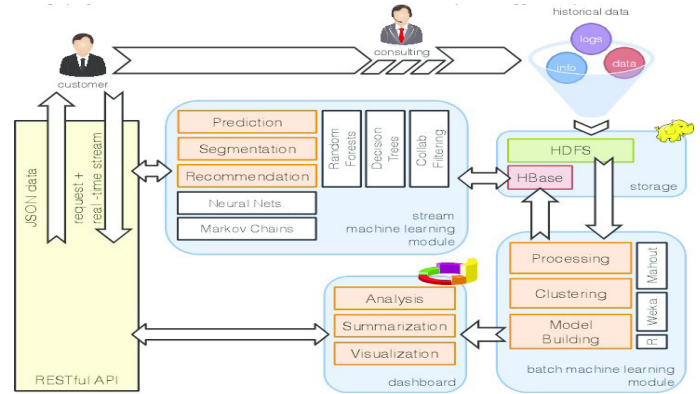 historical data
logs
info
data
consulting
customer
JSON data
request +
real-time stream
RESTful API
Prediction
Segmentation
Recommendation
Neural Nets
Markov Chains
Random
Forests
Decision
Trees
Collab
Filtering
stream
machine learning
module
HDFS
HBase
storage
Processing
Clustering
Model
Building
Mahout
Weka
R
batch machine learning
module
Analysis
Summarization
Visualization
dashboard